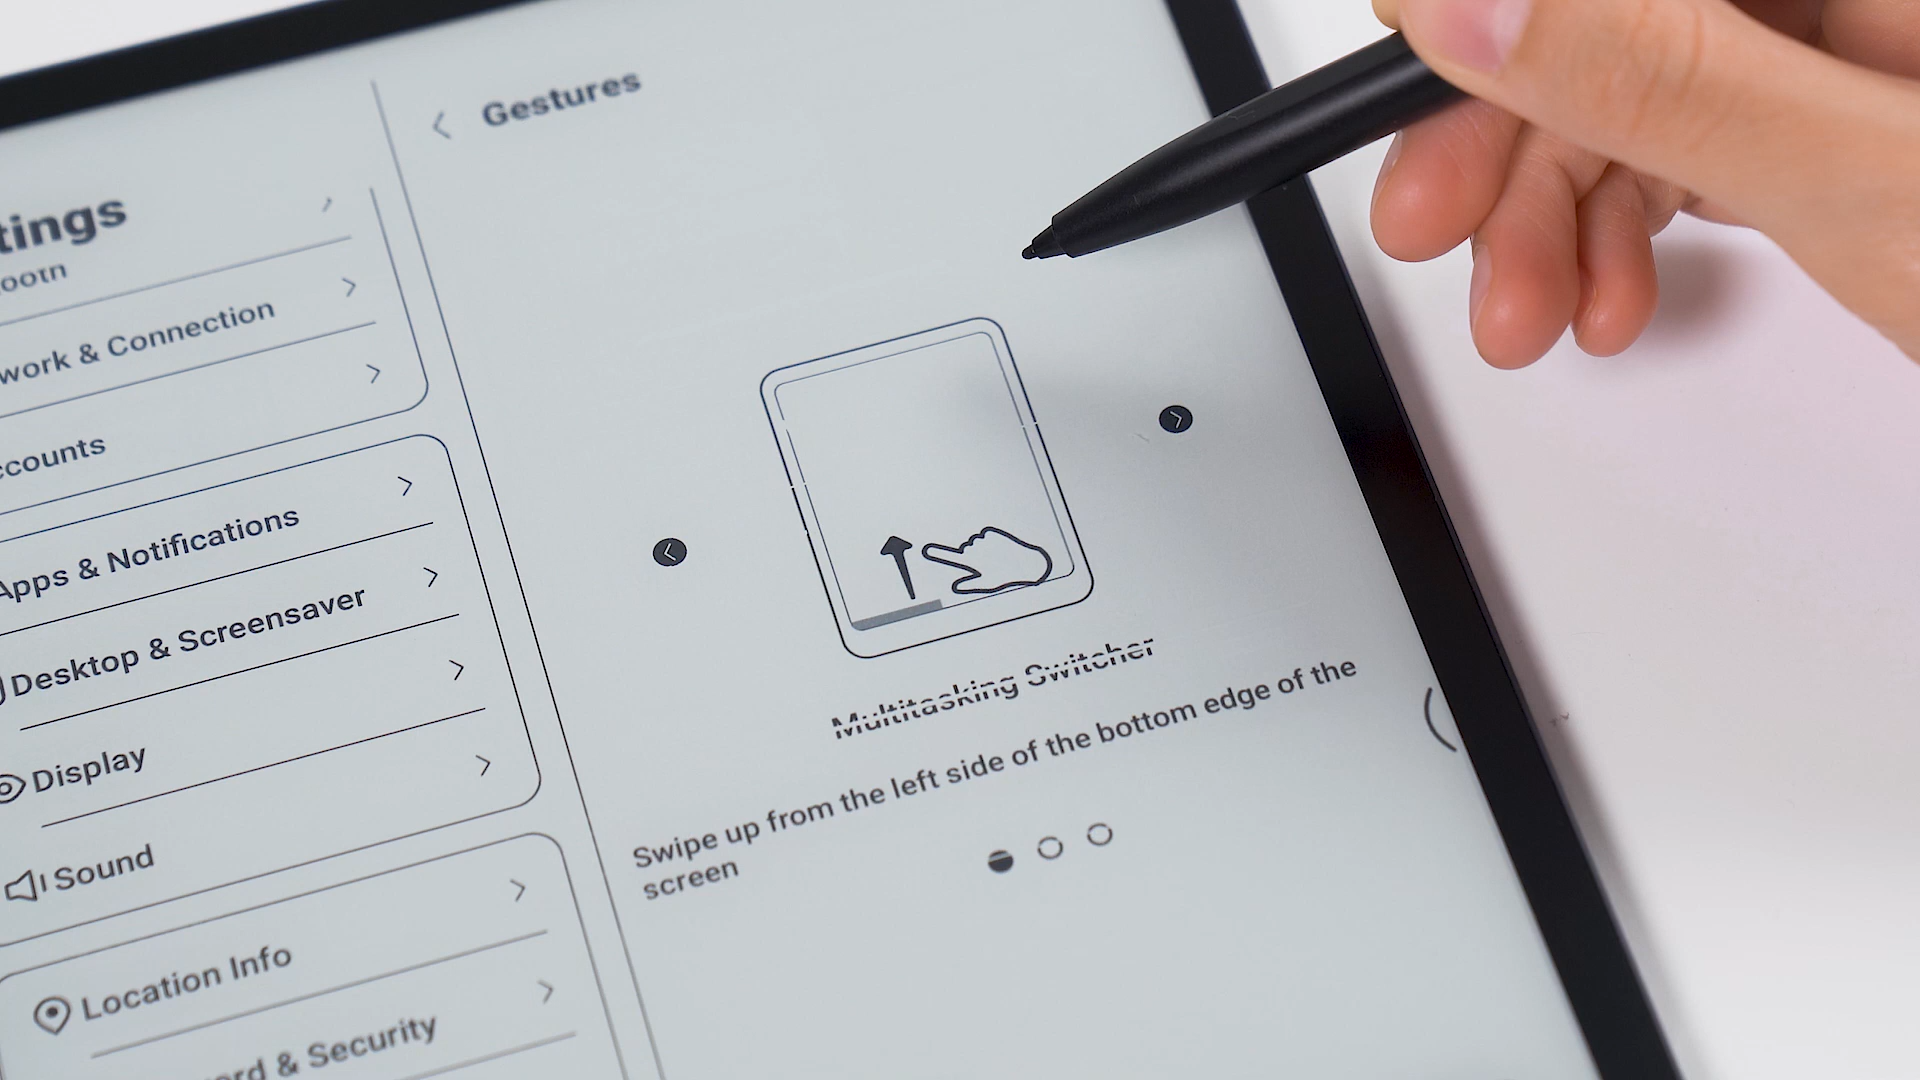 Gestures
tings
ooth
work & Connection
ccounts
Apps & Notifications
Desktop & Screensaver
Display
Sound
Location Info
rd & Security
Multitasking Switcher
Swipe up from the left side of the bottom edge of the
screen